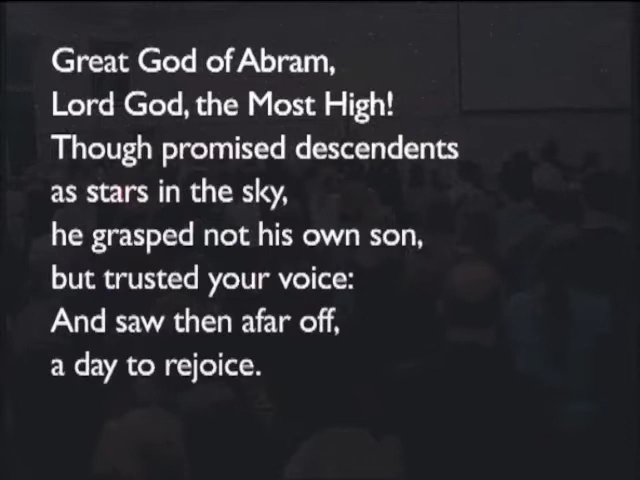 Great God of Abram,
Lord God, the Most High!
Though promised descendents
as stars in the sky,
he grasped not his own son,
but trusted your voice:
And saw then afar off,
a day to rejoice.